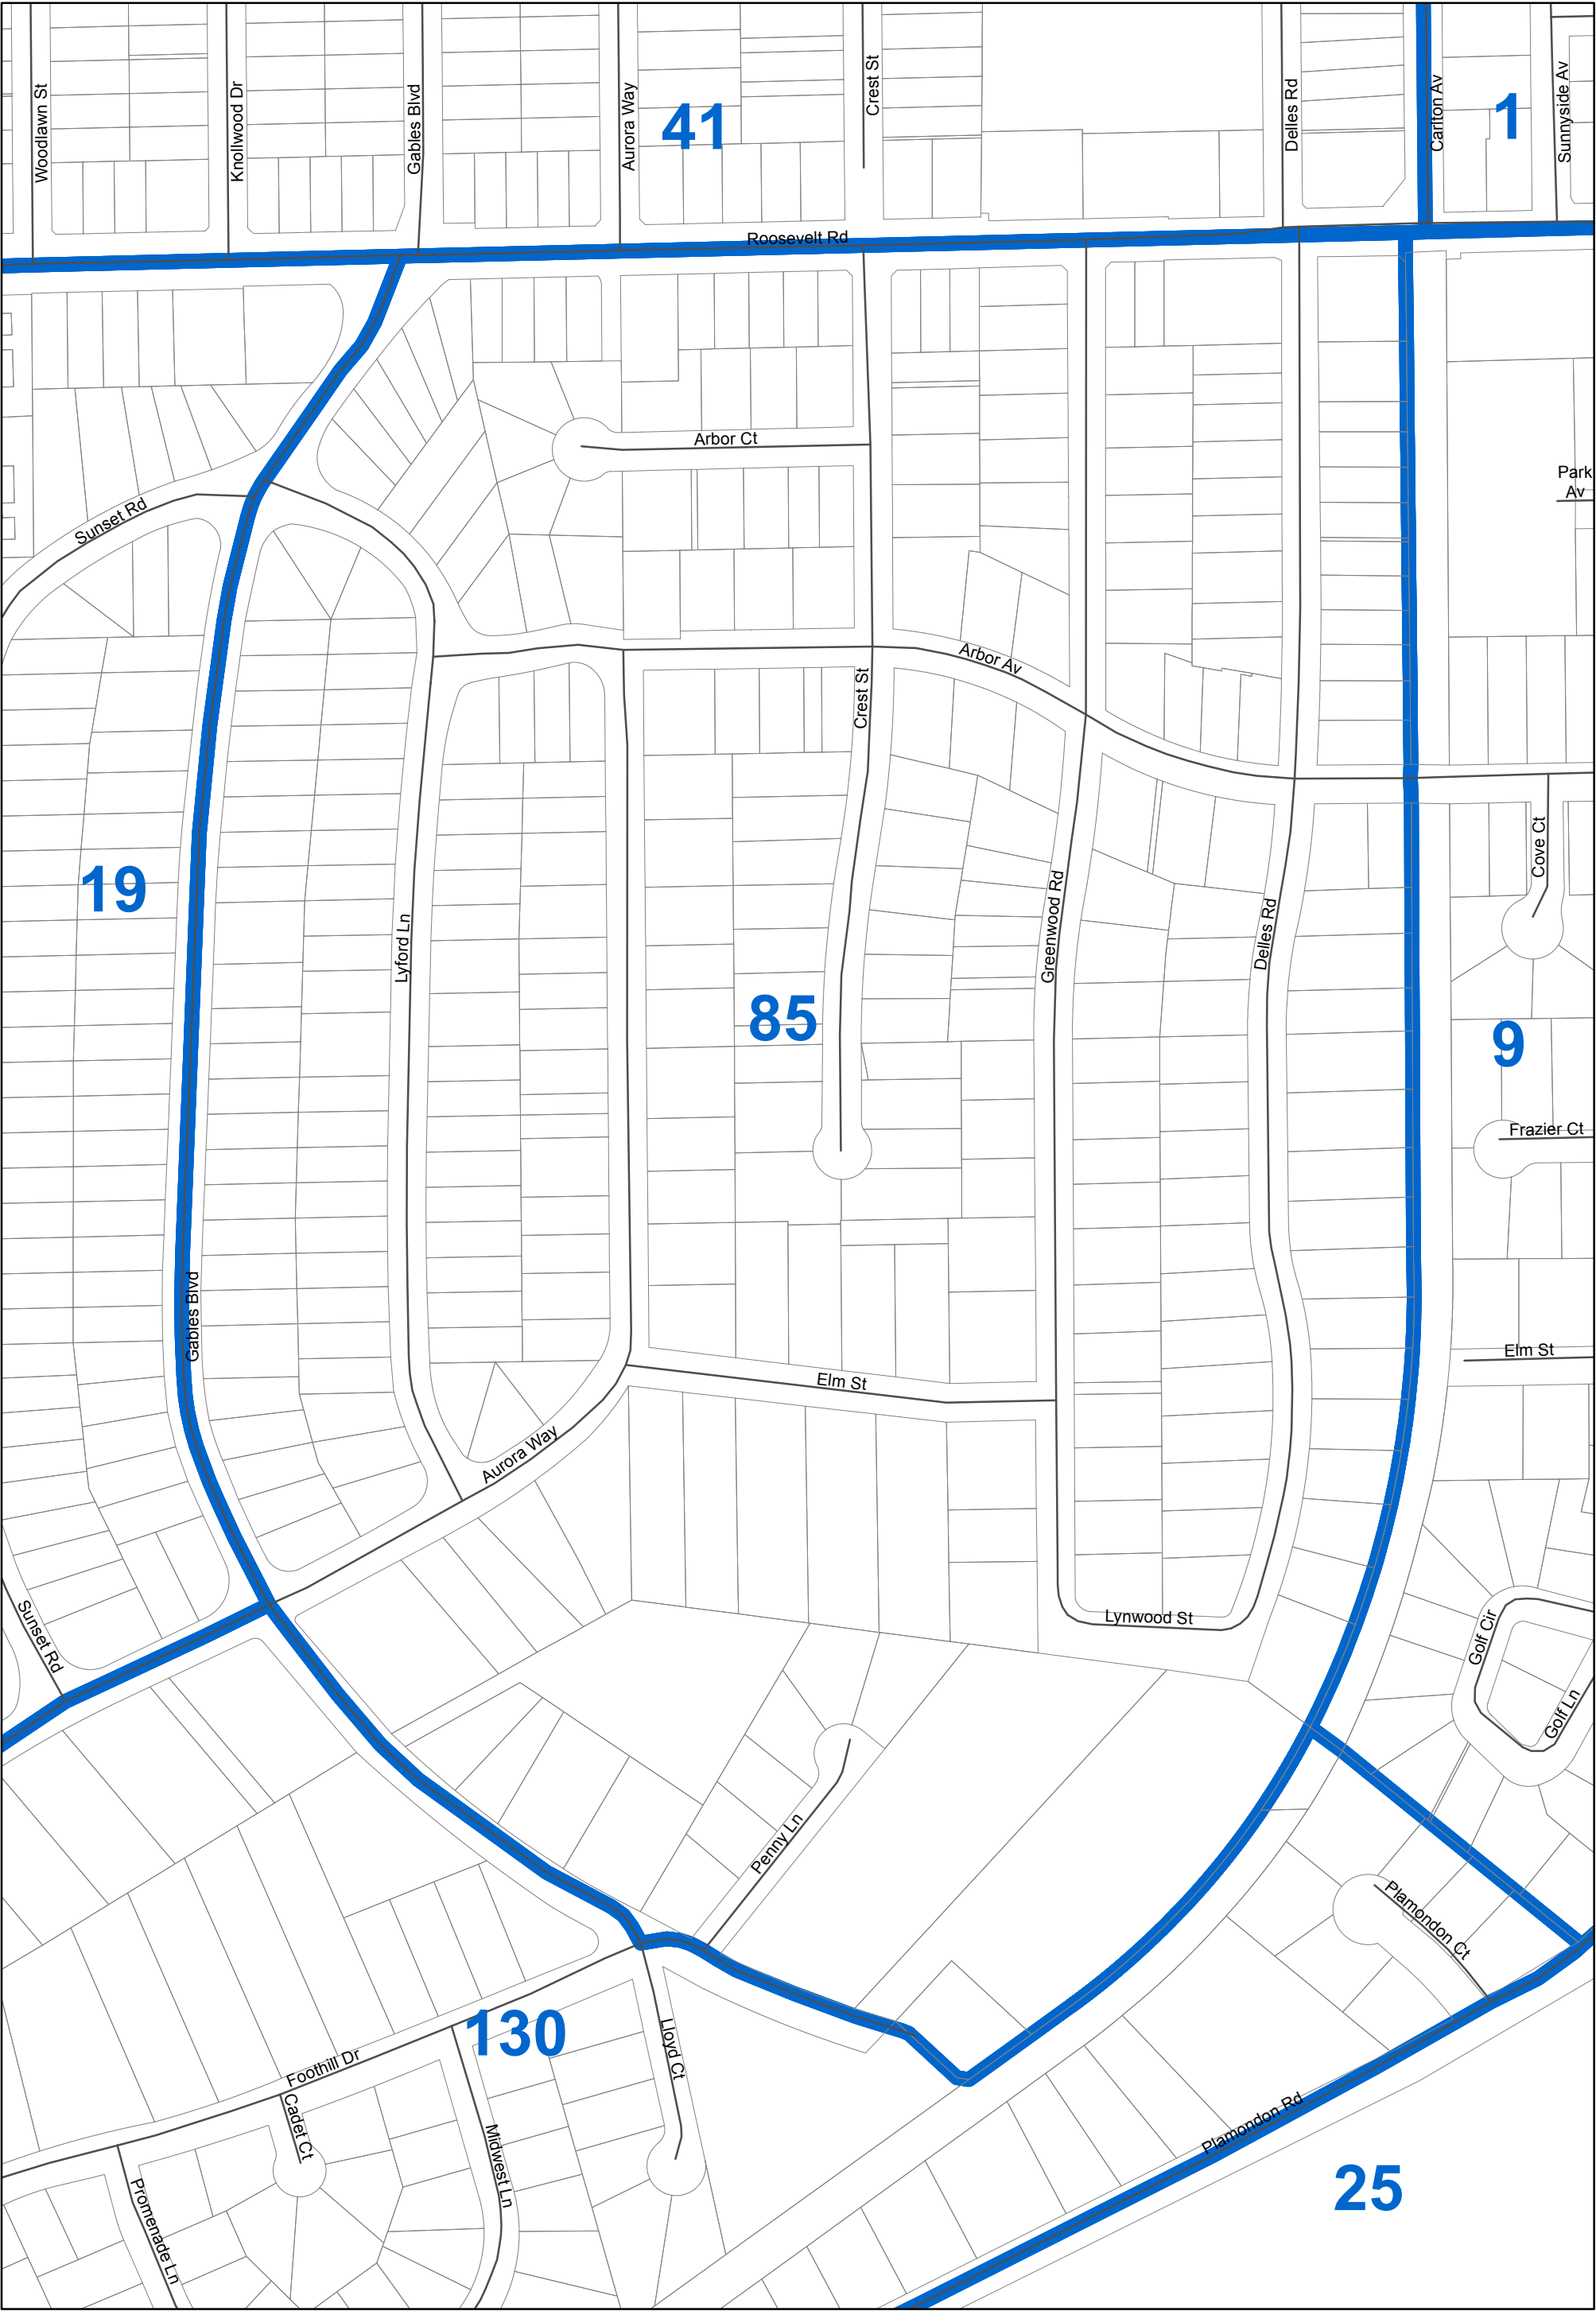 Woodlawn St
Knollwood Dr
Gables Blvd
Aurora Way
41
Crest St
Delles Rd
Carlton Av
1
Sunnyside Av
Roosevelt Rd
Arbor Ct
Park
Av
Sunset Rd
Arbor Av
Crest St
Cove Ct
19
Lyford Ln
Greenwood Rd
Delles Rd
85
9
Frazier Ct
Gables Blvd
Elm St
Elm St
Aurora Way
Sunset Rd
Lynwood St
Golf Cir
Golf Ln
Penny Ln
Plamondon Ct
130
Lloyd Ct
Foothill Dr
Cadet Ct
Midwest Ln
Plamondon Rd
Promenade Ln
25